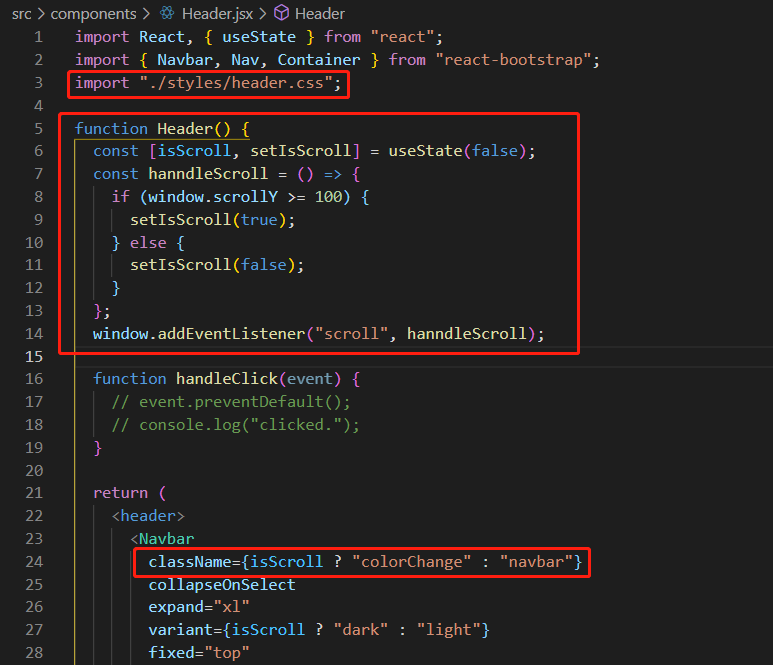 src > components > Header.jsx > Header
1 import React, { useState } from "react";
2 import { Navbar, Nav, Container } from "react-bootstrap";
3 import "./styles/header.css";
4
5 function Header() {
6 const [isScroll, setIsScroll] = useState(false);
7 const hanndleScroll = () => {
8 if (window.scrollY >= 100) {
9 setIsScroll(true);
10 } else {
11 setIsScroll(false);
12 }
13 };
14 window.addEventListener("scroll", hanndleScroll);
15
16 function handleClick(event) {
17 // event.preventDefault();
18 // console.log("clicked.");
19 }
20
21 return (
22 <header>
23 <Navbar
24 className={isScroll ? "colorChange" : "navbar"}
25 collapseOnSelect
26 expand="xl"
27 variant={isScroll ? "dark" : "light"}
28 fixed="top"